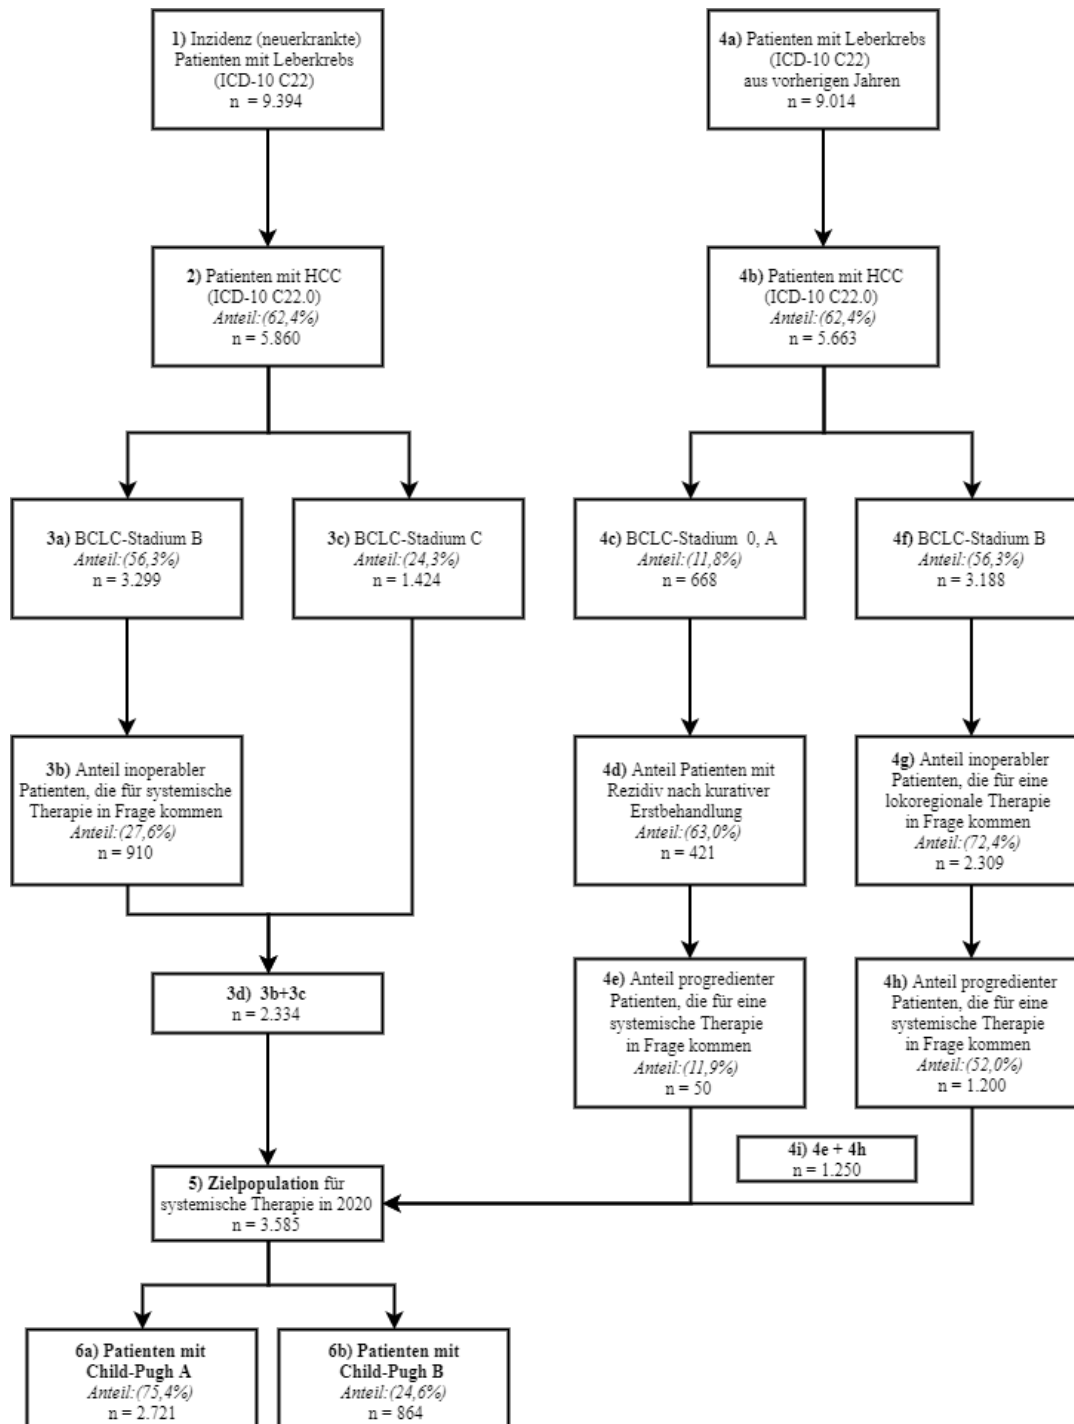 1) Inzidenz (neuerkrankte)
Patienten mit Leberkrebs
(ICD-10 C22)
n = 9.394
4a) Patienten mit Leberkrebs
(ICD-10 C22)
aus vorherigen Jahren
n = 9.014
2) Patienten mit HCC
(ICD-10 C22.0)
Anteil:(62,4%)
n = 5.860
4b) Patienten mit HCC
(ICD-10 C22.0)
Anteil:(62,4%)
n = 5.663
3a) BCLC-Stadium B
Anteil:(56,3%)
n = 3.299
3c) BCLC-Stadium C
Anteil:(24,3%)
n = 1.424
4c) BCLC-Stadium 0, A
Anteil:(11,8%)
n = 668
4f) BCLC-Stadium B
Anteil:(56,3%)
n = 3.188
3b) Anteil inoperabler
Patienten, die für systemische
Therapie in Frage kommen
Anteil:(27,6%)
n = 910
4d) Anteil Patienten mit
Rezidiv nach kurativer
Erstbehandlung
Anteil:(63,0%)
n = 421
4g) Anteil inoperabler
Patienten, die für eine
lokoregionale Therapie
in Frage kommen
Anteil:(72,4%)
n = 2.309
3d) 3b+3c
n = 2.334
4e) Anteil progredienter
Patienten, die für eine
systemische Therapie
in Frage kommen
Anteil:(11,9%)
n = 50
4h) Anteil progredienter
Patienten, die für eine
systemische Therapie
in Frage kommen
Anteil:(52,0%)
n = 1.200
4i) 4e + 4h
n = 1.250
5) Zielpopulation für
systemische Therapie in 2020
n = 3.585
6a) Patienten mit
Child-Pugh A
Anteil:(75,4%)
n = 2.721
6b) Patienten mit
Child-Pugh B
Anteil:(24,6%)
n = 864